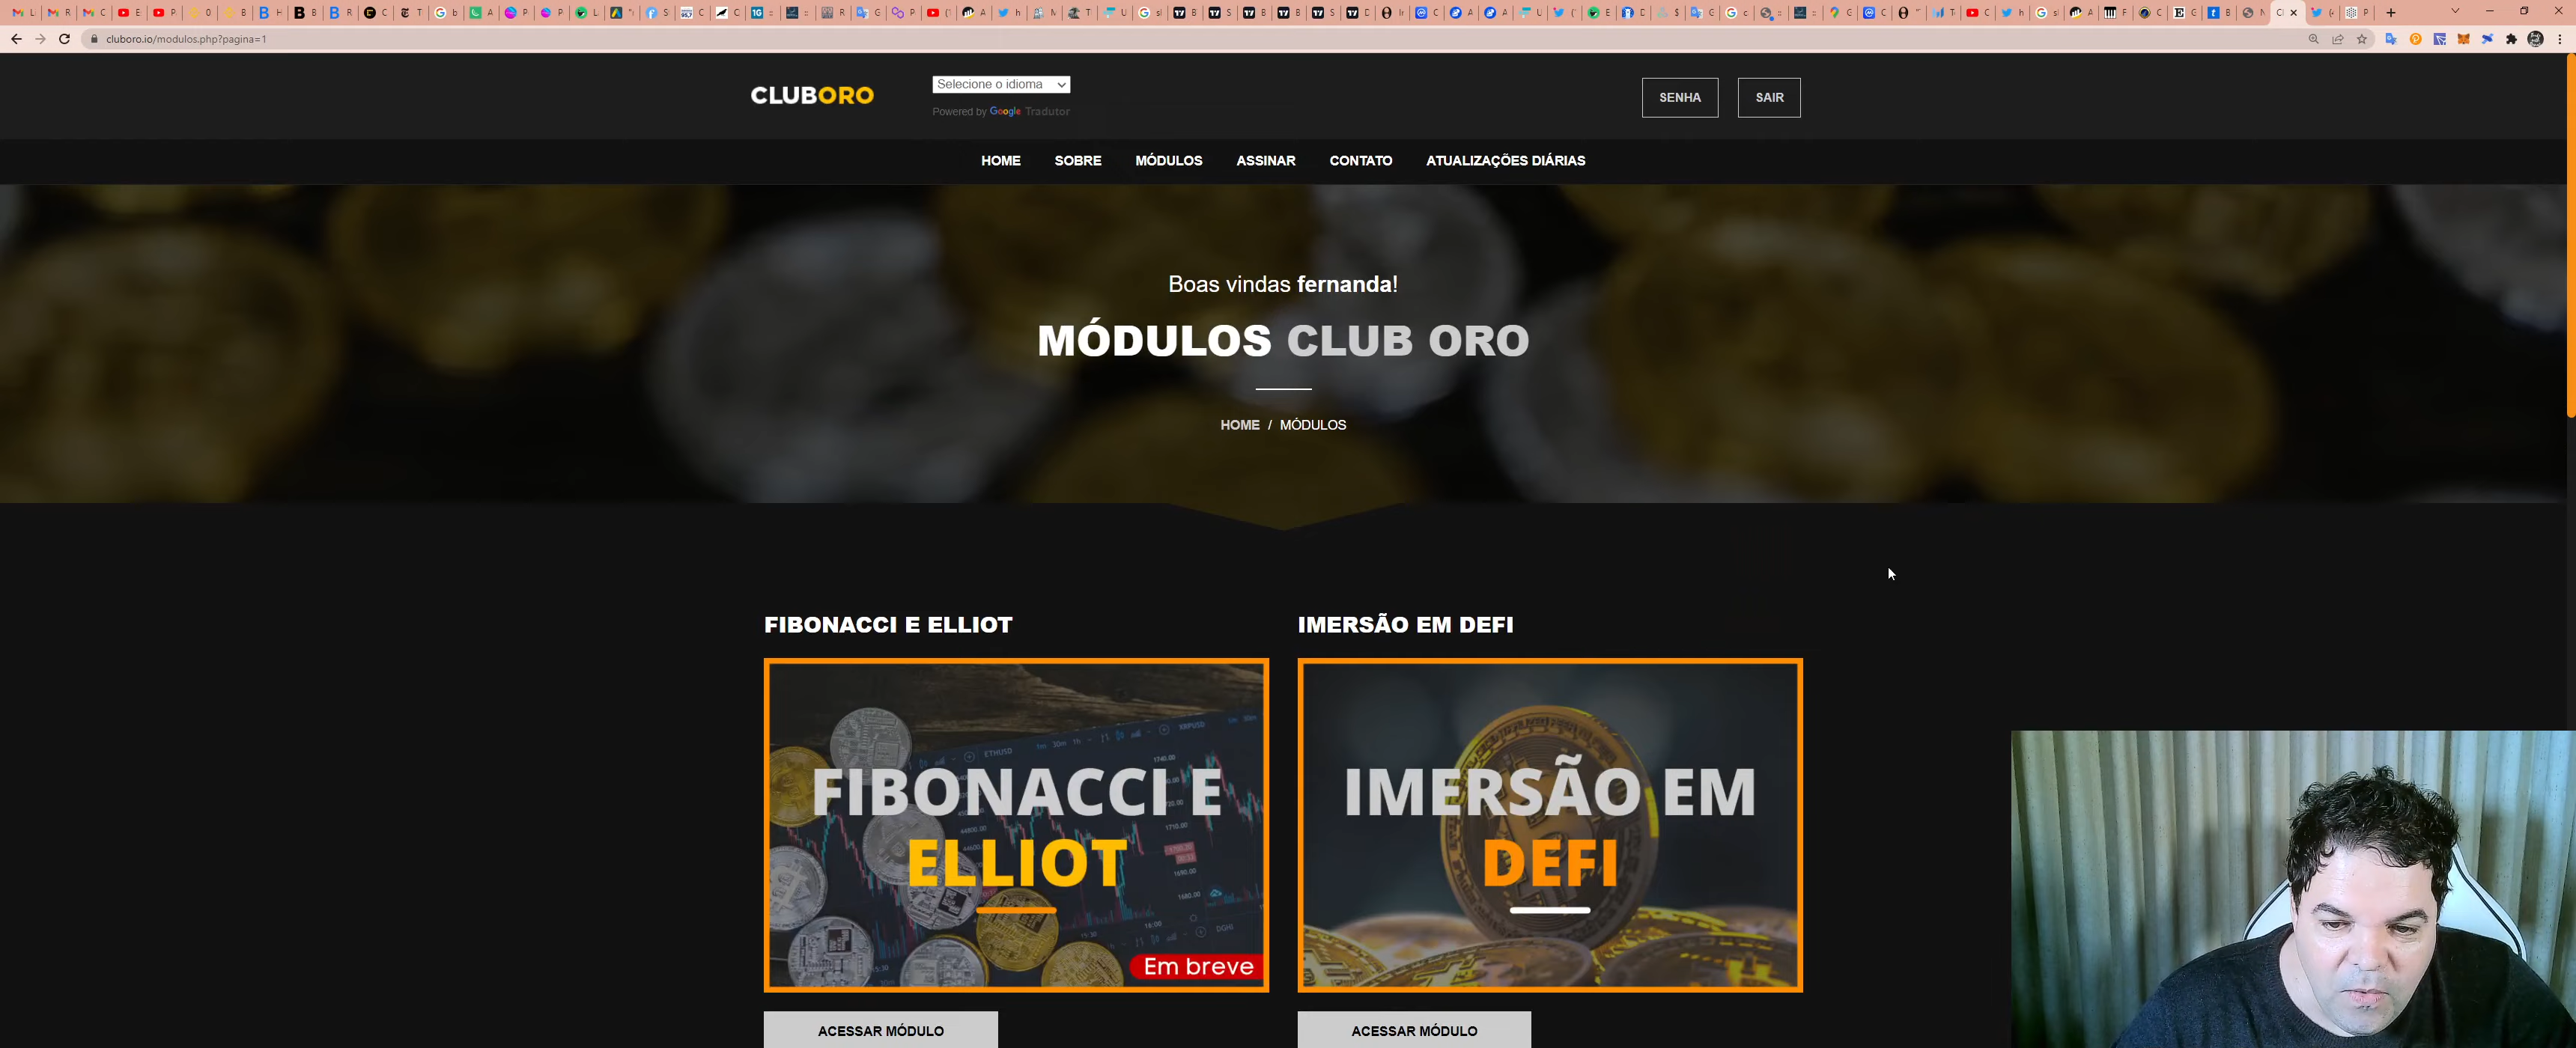 cluboro.io/modulos.php?pagina=1
CLUBORO
Selecione o idioma
Powered by Google Tradutor
SENHA
SAIR
HOME SOBRE MÓDULOS ASSINAR CONTATO ATUALIZAÇÕES DIÁRIAS
Boas vindas fernanda!
MÓDULOS CLUB ORO
HOME / MÓDULOS
FIBONACCI E ELLIOT
IMERSÃO EM DEFI
FIBONACCI E
ELLIOT
Em breve
IMERSÃO EM
DEFI
ACESSAR MÓDULO
ACESSAR MÓDULO